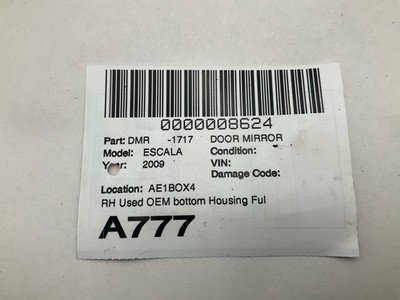 0000008624
Part: DMR -1717 DOOR MIRROR
Model: ESCALA Condition:
Year: 2009 VIN:
Damage Code:
Location: AE1BOX4
RH Used OEM bottom Housing Ful
A777